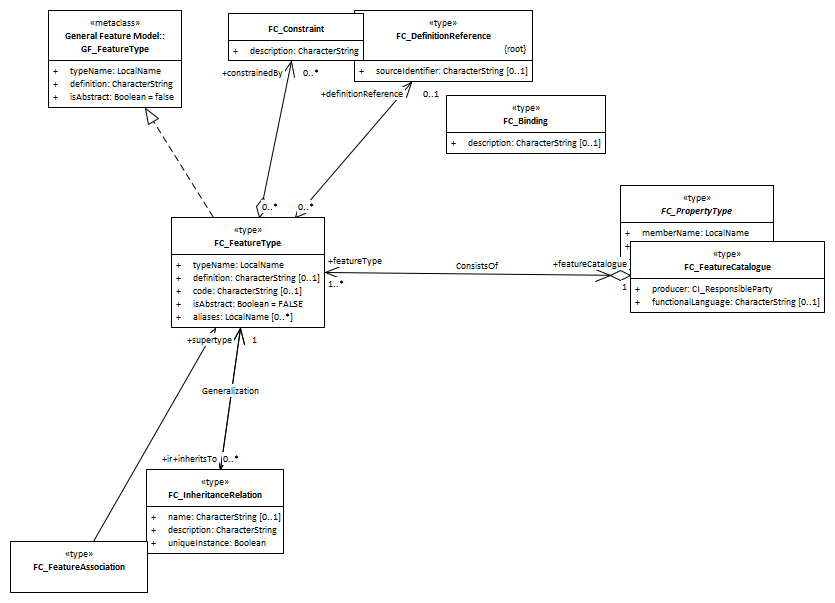 «metaclass»
General Feature Model::
GF_FeatureType
+ typeName: LocalName
+ definition: CharacterString
+ isAbstract: Boolean = false
FC_Constraint
+ description: CharacterString
«type»
FC_DefinitionReference
{root}
+ sourceIdentifier: CharacterString [0..1]
+constrainedBy
0..*
+definitionReference
0..1
«type»
FC_Binding
+ description: CharacterString [0..1]
0..*
0..*
«type»
FC_FeatureType
+ typeName: LocalName
+ definition: CharacterString [0..1]
+ code: CharacterString [0..1]
+ isAbstract: Boolean = FALSE
+ aliases: LocalName [0..*]
+featureType
1..*
ConsistsOf
+featureCatalogue
1
«type»
FC_PropertyType
+ memberName: LocalName
+
«type»
FC_FeatureCatalogue
+ producer: CI_ResponsibleParty
+ functionalLanguage: CharacterString [0..1]
+supertype
1
Generalization
+ir+inheritsTo
0..*
«type»
FC_InheritanceRelation
+ name: CharacterString [0..1]
+ description: CharacterString
+ uniqueInstance: Boolean
«type»
FC_FeatureAssociation